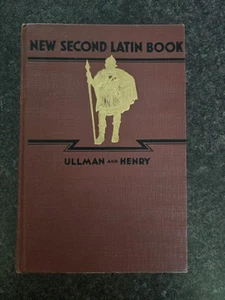 NEW SECOND LATIN BOOK
ULLMAN AND HENRY